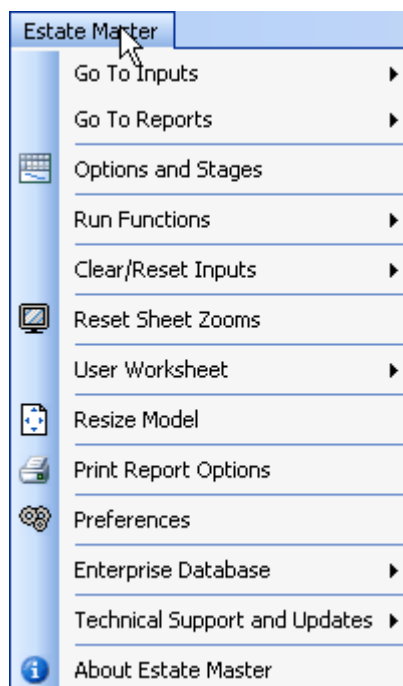 Estate Master
Go To Inputs
Go To Reports
Options and Stages
Run Functions
Clear/Reset Inputs
Reset Sheet Zooms
User Worksheet
Resize Model
Print Report Options
Preferences
Enterprise Database
Technical Support and Updates
About Estate Master